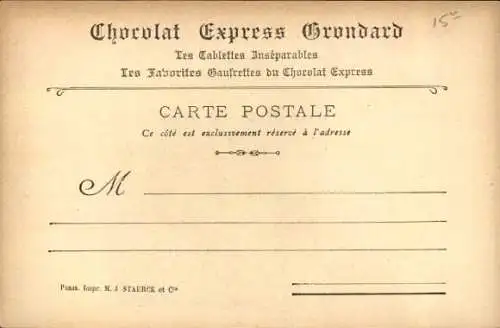 Chocolat Express Grondard
15—
Les Tablettes Inséparables
Les Favorites Gaufrettes du Chocolat Express
CARTE POSTALE
Ce côté est exclusivement réservé à l'adresse
M
Paris. Impr. M. J STAERCK et Cie